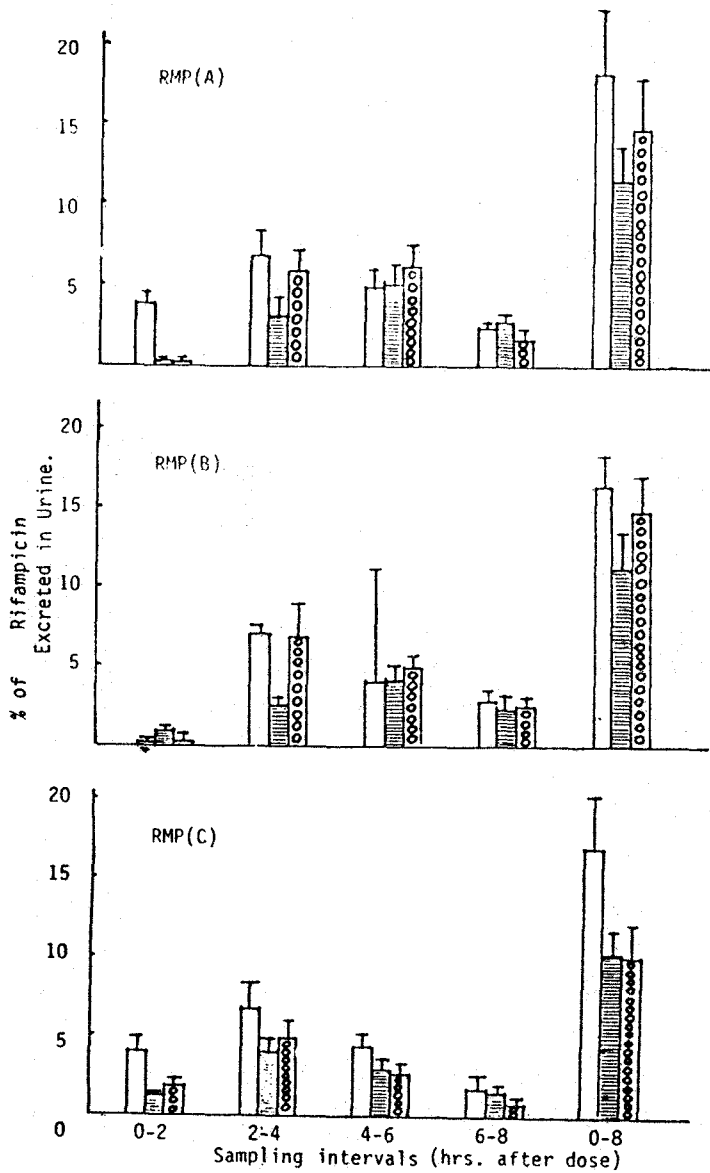 20
RMP(A)
15
10
5
20
RMP(B)
15
10
5
% of Rifampicin
Excreted in Urine.
20
RMP(C)
15
10
5
0
0-2 2-4 4-6 6-8 0-8
Sampling intervals (hrs. after dose)